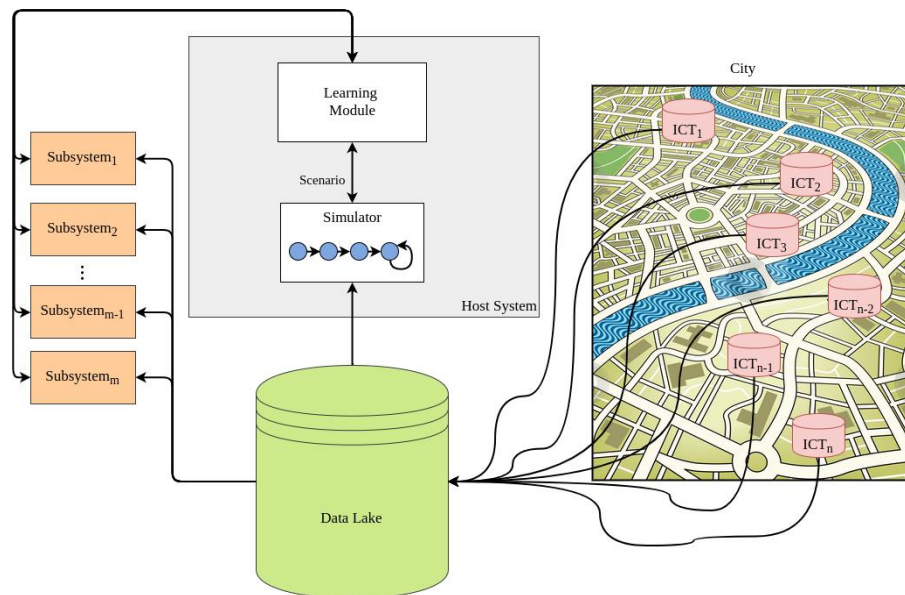 City
Learning
Module
Scenario
Simulator
Host System
Subsystem1
Subsystem2
⋮
Subsystemm-1
Subsystemm
Data Lake
ICT1
ICT2
ICT3
ICTn-2
ICTn-1
ICTn